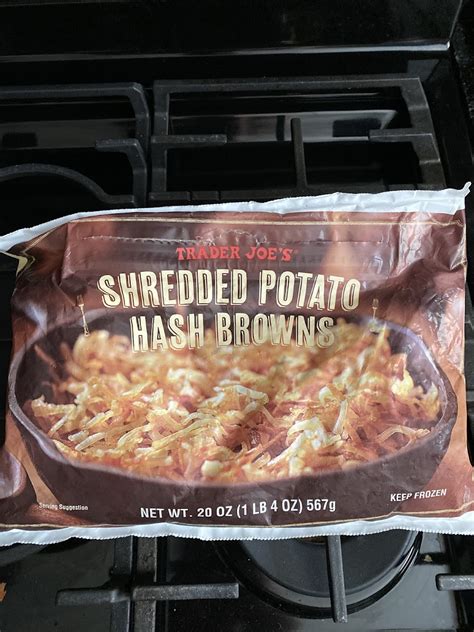 TRADER JOE'S
SHREDDED POTATO
HASH BROWNS
Serving Suggestion
NET WT. 20 OZ (1 LB 4 OZ) 567g
KEEP FROZEN